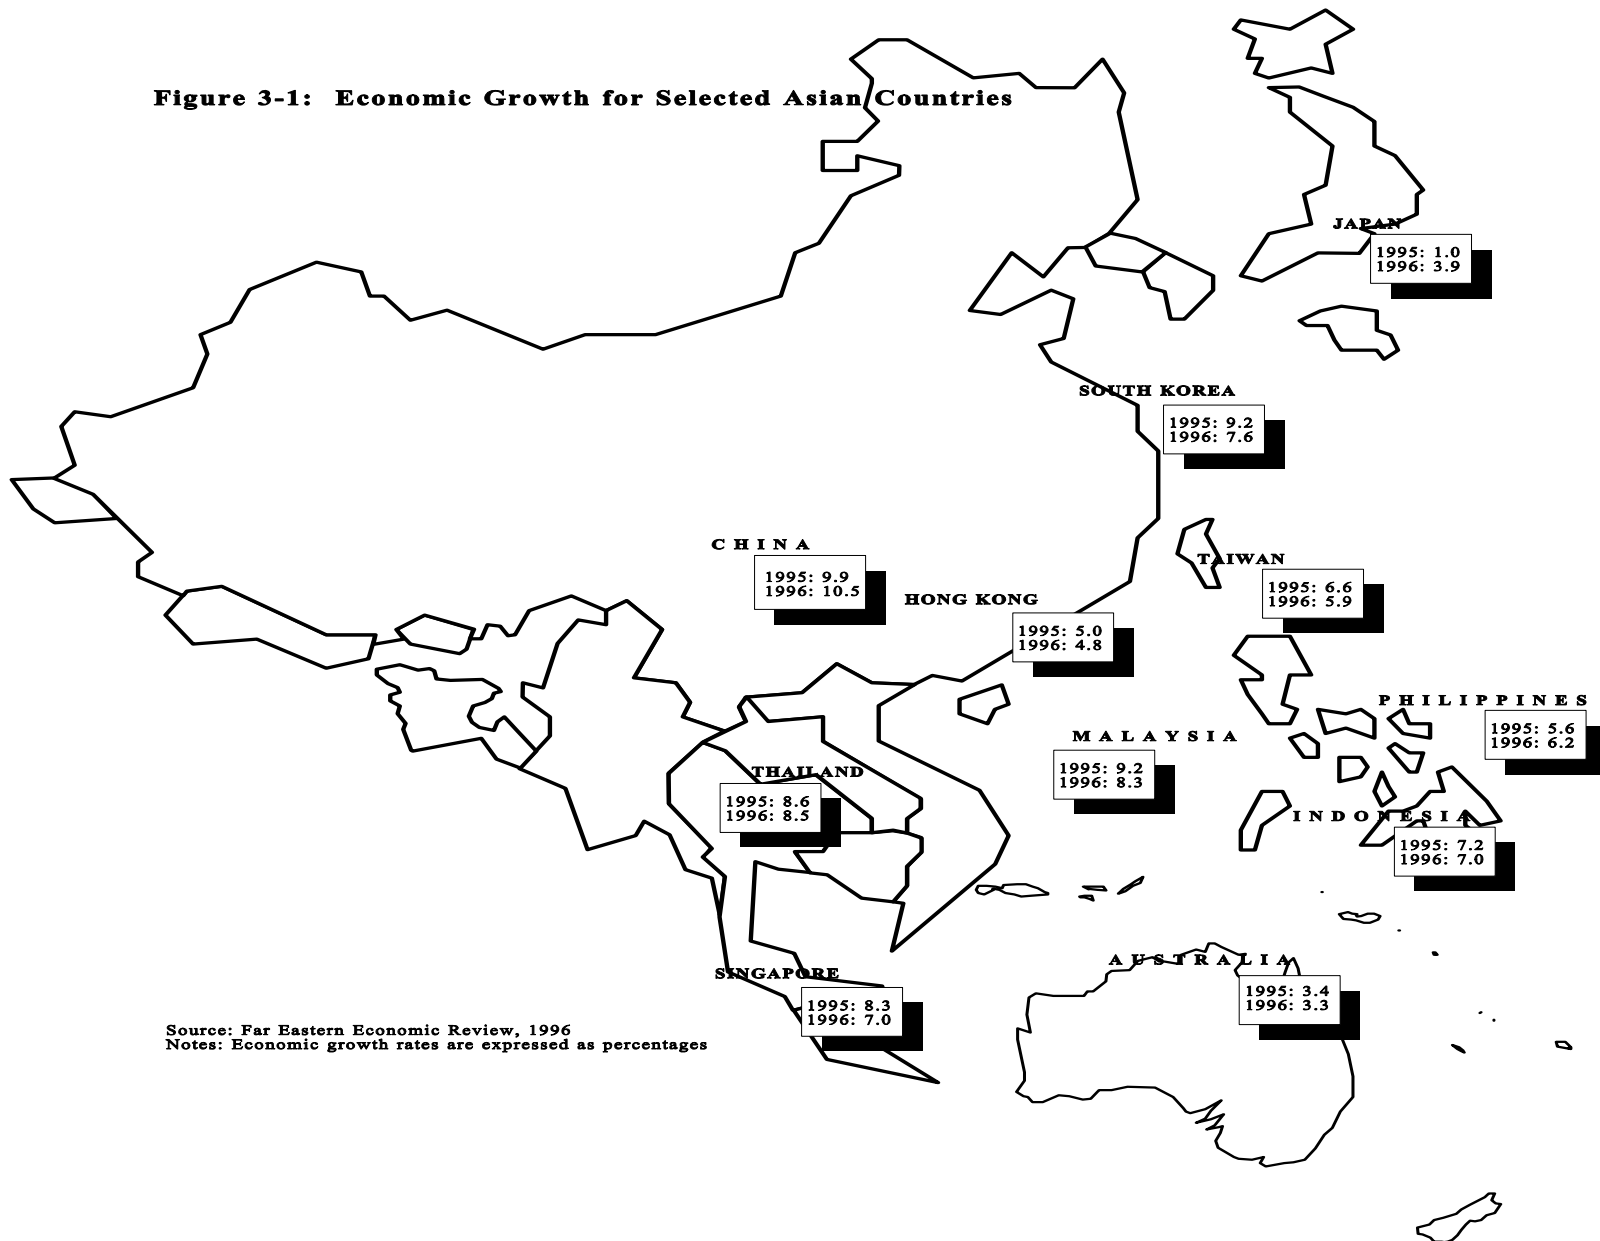 Figure 3-1: Economic Growth for Selected Asian Countries
JAPAN
1995: 1.0
1996: 3.9
SOUTH KOREA
1995: 9.2
1996: 7.6
CHINA
1995: 9.9
1996: 10.5
HONG KONG
1995: 5.0
1996: 4.8
TAIWAN
1995: 6.6
1996: 5.9
PHILIPPINES
1995: 5.6
1996: 6.2
MALAYSIA
1995: 9.2
1996: 8.3
THAILAND
1995: 8.6
1996: 8.5
INDONESIA
1995: 7.2
1996: 7.0
AUSTRALIA
1995: 3.4
1996: 3.3
SINGAPORE
1995: 8.3
1996: 7.0
Source: Far Eastern Economic Review, 1996
Notes: Economic growth rates are expressed as percentages